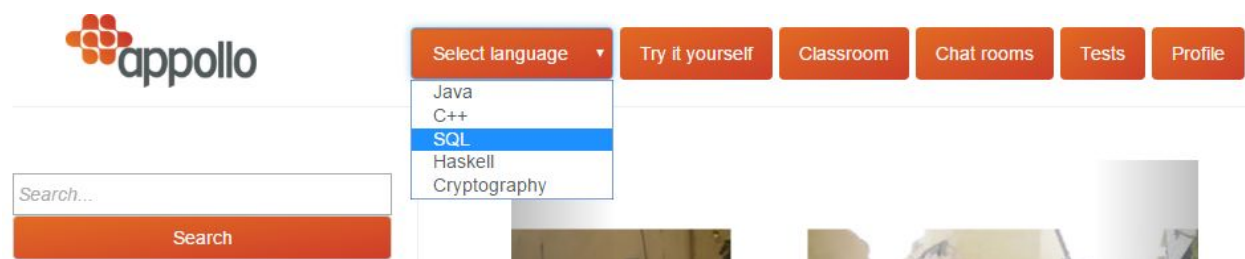 appollo
Select language ▾ Try it yourself Classroom Chat rooms Tests Profile
Java
C++
SQL
Haskell
Cryptography
Search...
Search